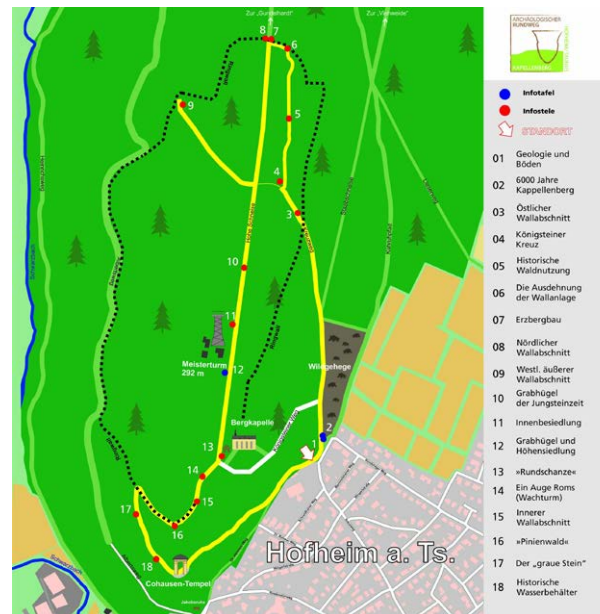 Zur „Gundelhardt“
Zur „Viehweide“
8
7
6
9
5
4
3
10
11
Meisterturm
292 m
12
Wildgehege
Bergkapelle
2
1
13
14
15
17
16
18
Cohausen-Tempel
Hofheim a. Ts.
Schwarzbach
Schwarzbach
ARCHÄOLOGISCHER
RUNDWEG
KAPELLENBERG
Infotafel
Infostele
STANDORT
01 Geologie und
Böden
02 6000 Jahre
Kappellenberg
03 Östlicher
Wallabschnitt
04 Königsteiner
Kreuz
05 Historische
Waldnutzung
06 Die Ausdehnung
der Wallanlage
07 Erzbergbau
08 Nördlicher
Wallabschnitt
09 Westl. äußerer
Wallabschnitt
10 Grabhügel
der Jungsteinzeit
11 Innenbesiedlung
12 Grabhügel und
Höhensiedlung
13 »Rundschanze«
14 Ein Auge Roms
(Wachturm)
15 Innerer
Wallabschnitt
16 »Pinienwald«
17 Der „graue Stein“
18 Historische
Wasserbehälter